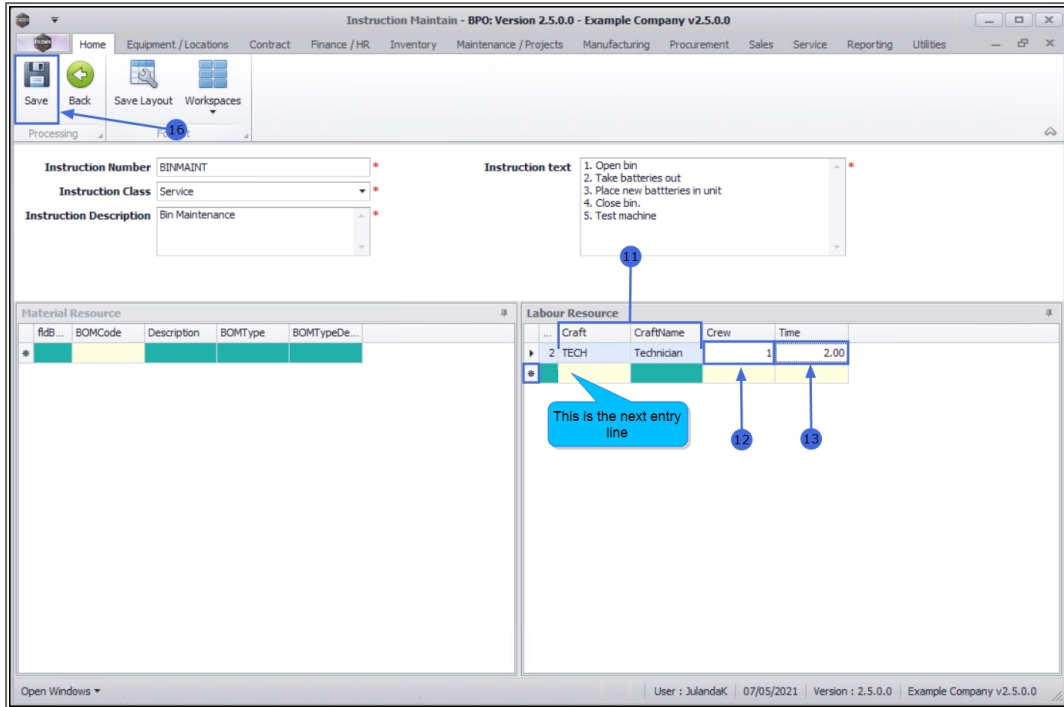 Instruction Maintain - BPO: Version 2.5.0.0 - Example Company v2.5.0.0
Home Equipment / Locations Contract Finance / HR Inventory Maintenance / Projects Manufacturing Procurement Sales Service Reporting Utilities
Save Back Save Layout Workspaces
16
Processing
Instruction Number BINMAINT *
Instruction Class Service *
Instruction Description Bin Maintenance *
Instruction text 1. Open bin *
2. Take batteries out
3. Place new battteries in unit
4. Close bin.
5. Test machine
11
Material Resource
fldB... BOMCode Description BOMType BOMTypeDe...
Labour Resource
... Craft CraftName Crew Time
2 TECH Technician 1 2.00
This is the next entry
line
12 13
Open Windows User : JulandaK 07/05/2021 Version : 2.5.0.0 Example Company v2.5.0.0